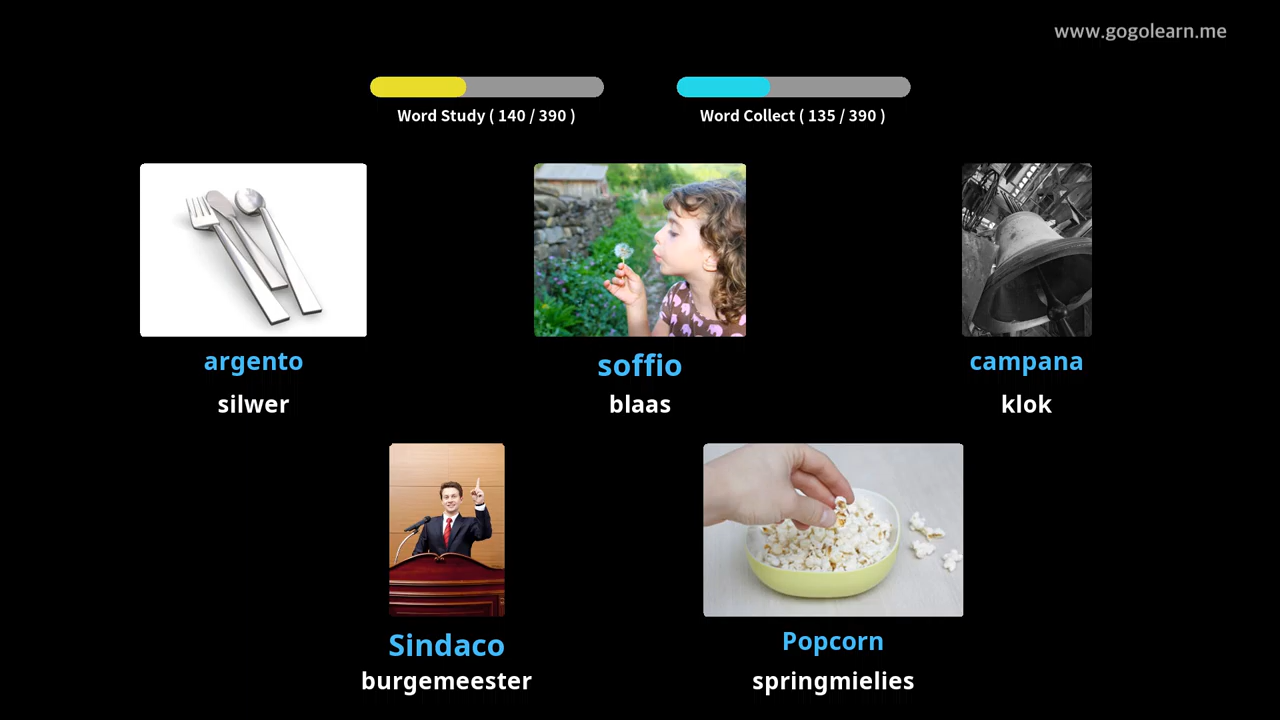 www.gogolearn.me
Word Study ( 140 / 390 )
Word Collect ( 135 / 390 )
argento
soffio
campana
silwer
blaas
klok
Sindaco
Popcorn
burgemeester
springmielies